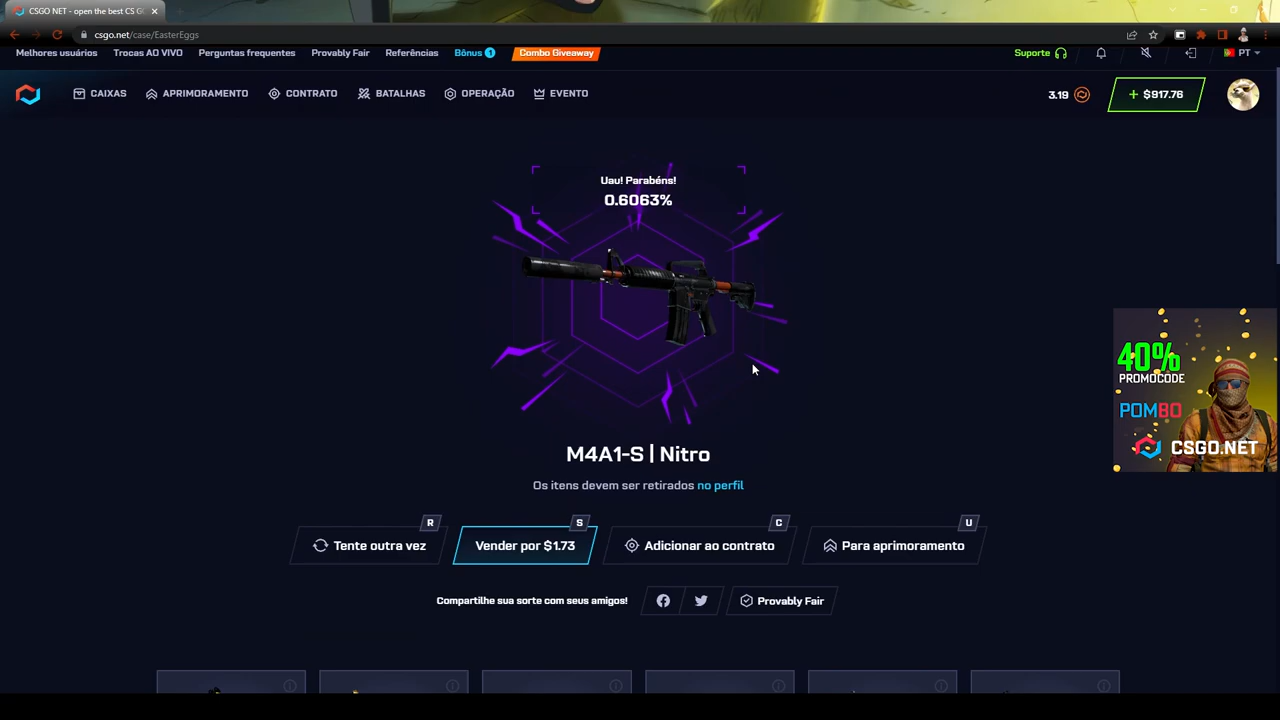 CSGO NET - open the best CS G
csgo.net/case/EasterEggs
Melhores usuários
Trocas AO VIVO
Perguntas frequentes
Provably Fair
Referências
Bônus 1
Combo Giveaway
Suporte
PT
CAIXAS
APRIMORAMENTO
CONTRATO
BATALHAS
OPERAÇÃO
EVENTO
3.19
+ $917.76
Uau! Parabéns!
0.6063%
40%
PROMOCODE
POMBO
CSGO.NET
M4A1-S | Nitro
Os itens devem ser retirados no perfil
R
S
C
U
Tente outra vez
Vender por $1.73
Adicionar ao contrato
Para aprimoramento
Compartilhe sua sorte com seus amigos!
Provably Fair